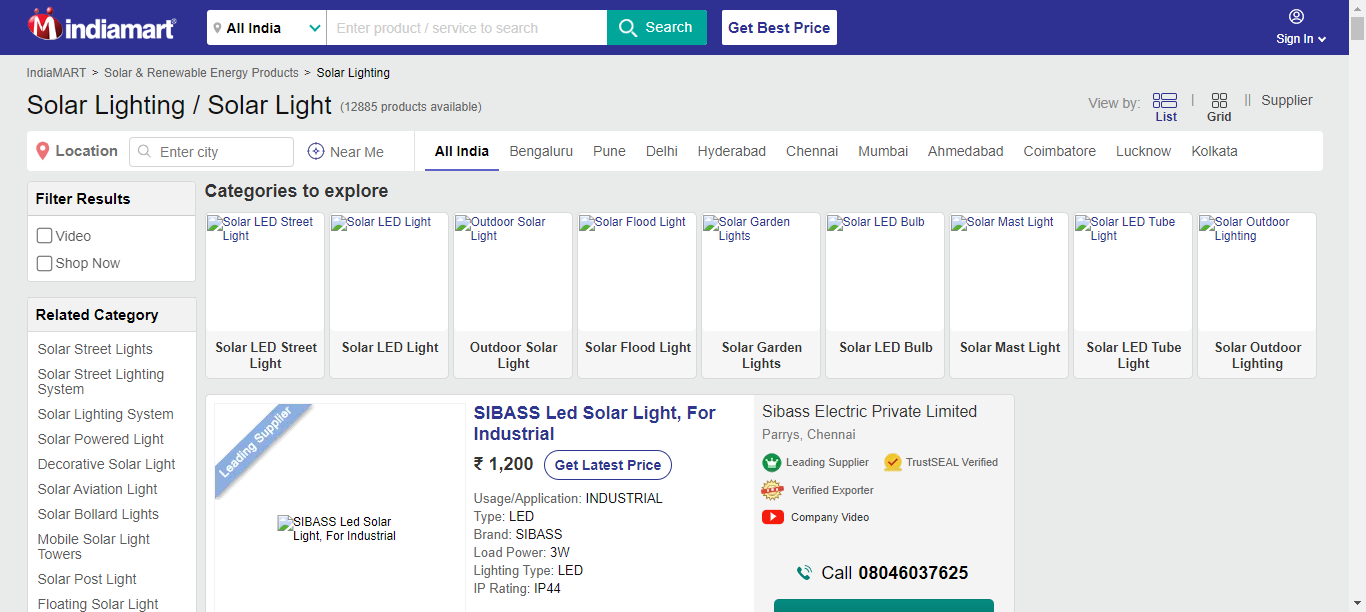 indiamart
All India
Enter product / service to search
Search
Get Best Price
Sign In
IndiaMART > Solar & Renewable Energy Products > Solar Lighting
Solar Lighting / Solar Light (12885 products available)
View by:
List
Grid
Supplier
Location
Enter city
Near Me
All India
Bengaluru
Pune
Delhi
Hyderabad
Chennai
Mumbai
Ahmedabad
Coimbatore
Lucknow
Kolkata
Filter Results
Video
Shop Now
Related Category
Solar Street Lights
Solar Street Lighting
System
Solar Lighting System
Solar Powered Light
Decorative Solar Light
Solar Aviation Light
Solar Bollard Lights
Mobile Solar Light
Towers
Solar Post Light
Floating Solar Light
Categories to explore
Solar LED Street
Light
Solar LED Light
Outdoor Solar
Light
Solar Flood Light
Solar Garden
Lights
Solar LED Bulb
Solar Mast Light
Solar LED Tube
Light
Solar Outdoor
Lighting
Solar LED Street
Light
Solar LED Light
Outdoor Solar
Light
Solar Flood Light
Solar Garden
Lights
Solar LED Bulb
Solar Mast Light
Solar LED Tube
Light
Solar Outdoor
Lighting
Leading Supplier
SIBASS Led Solar
Light, For Industrial
SIBASS Led Solar Light, For
Industrial
₹ 1,200
Get Latest Price
Usage/Application: INDUSTRIAL
Type: LED
Brand: SIBASS
Load Power: 3W
Lighting Type: LED
IP Rating: IP44
Sibass Electric Private Limited
Parrys, Chennai
Leading Supplier
TrustSEAL Verified
Verified Exporter
Company Video
Call 08046037625